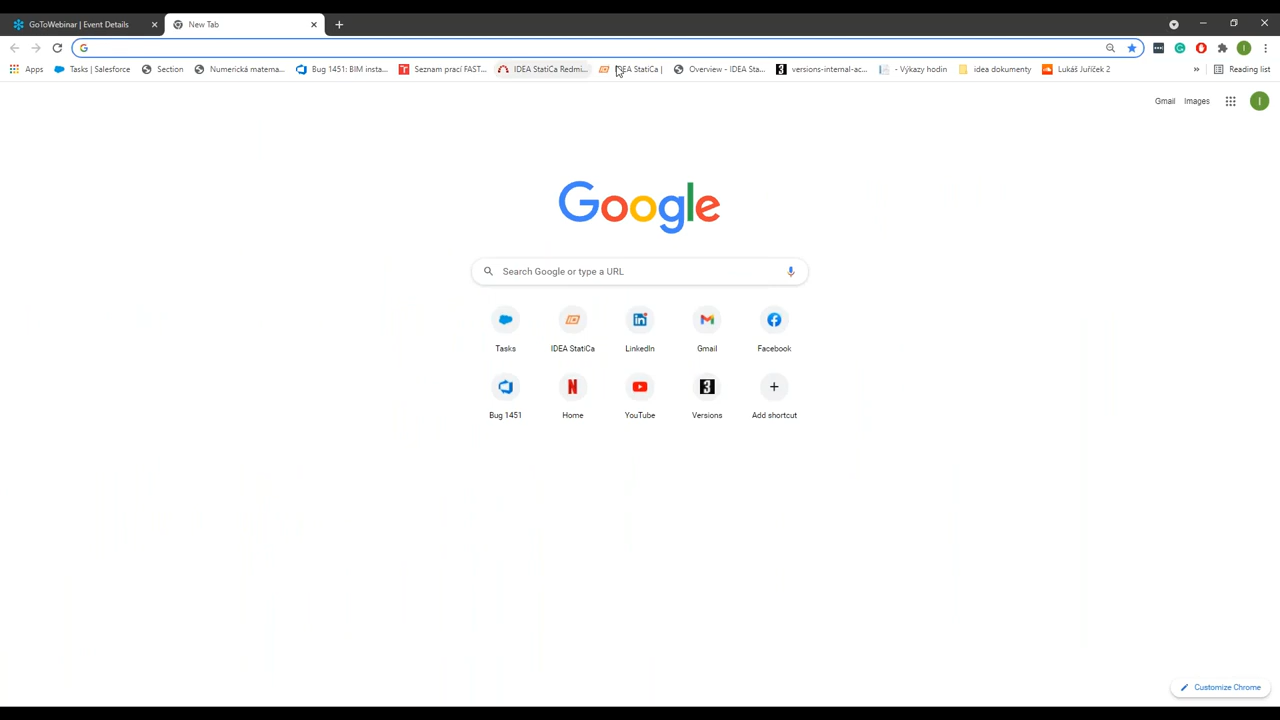 GoToWebinar | Event Details
New Tab
Apps
Tasks | Salesforce
Section
Numerická matema...
Bug 1451: BIM insta...
Seznam prací FAST...
IDEA StatiCa Redmi...
IDEA StatiCa |
Overview - IDEA Sta...
versions-internal-ac...
- Výkazy hodin
idea dokumenty
Lukáš Juříček 2
»
Reading list
Gmail
Images
I
Google
Search Google or type a URL
Tasks
IDEA StatiCa
LinkedIn
Gmail
Facebook
Bug 1451
Home
YouTube
Versions
Add shortcut
Customize Chrome